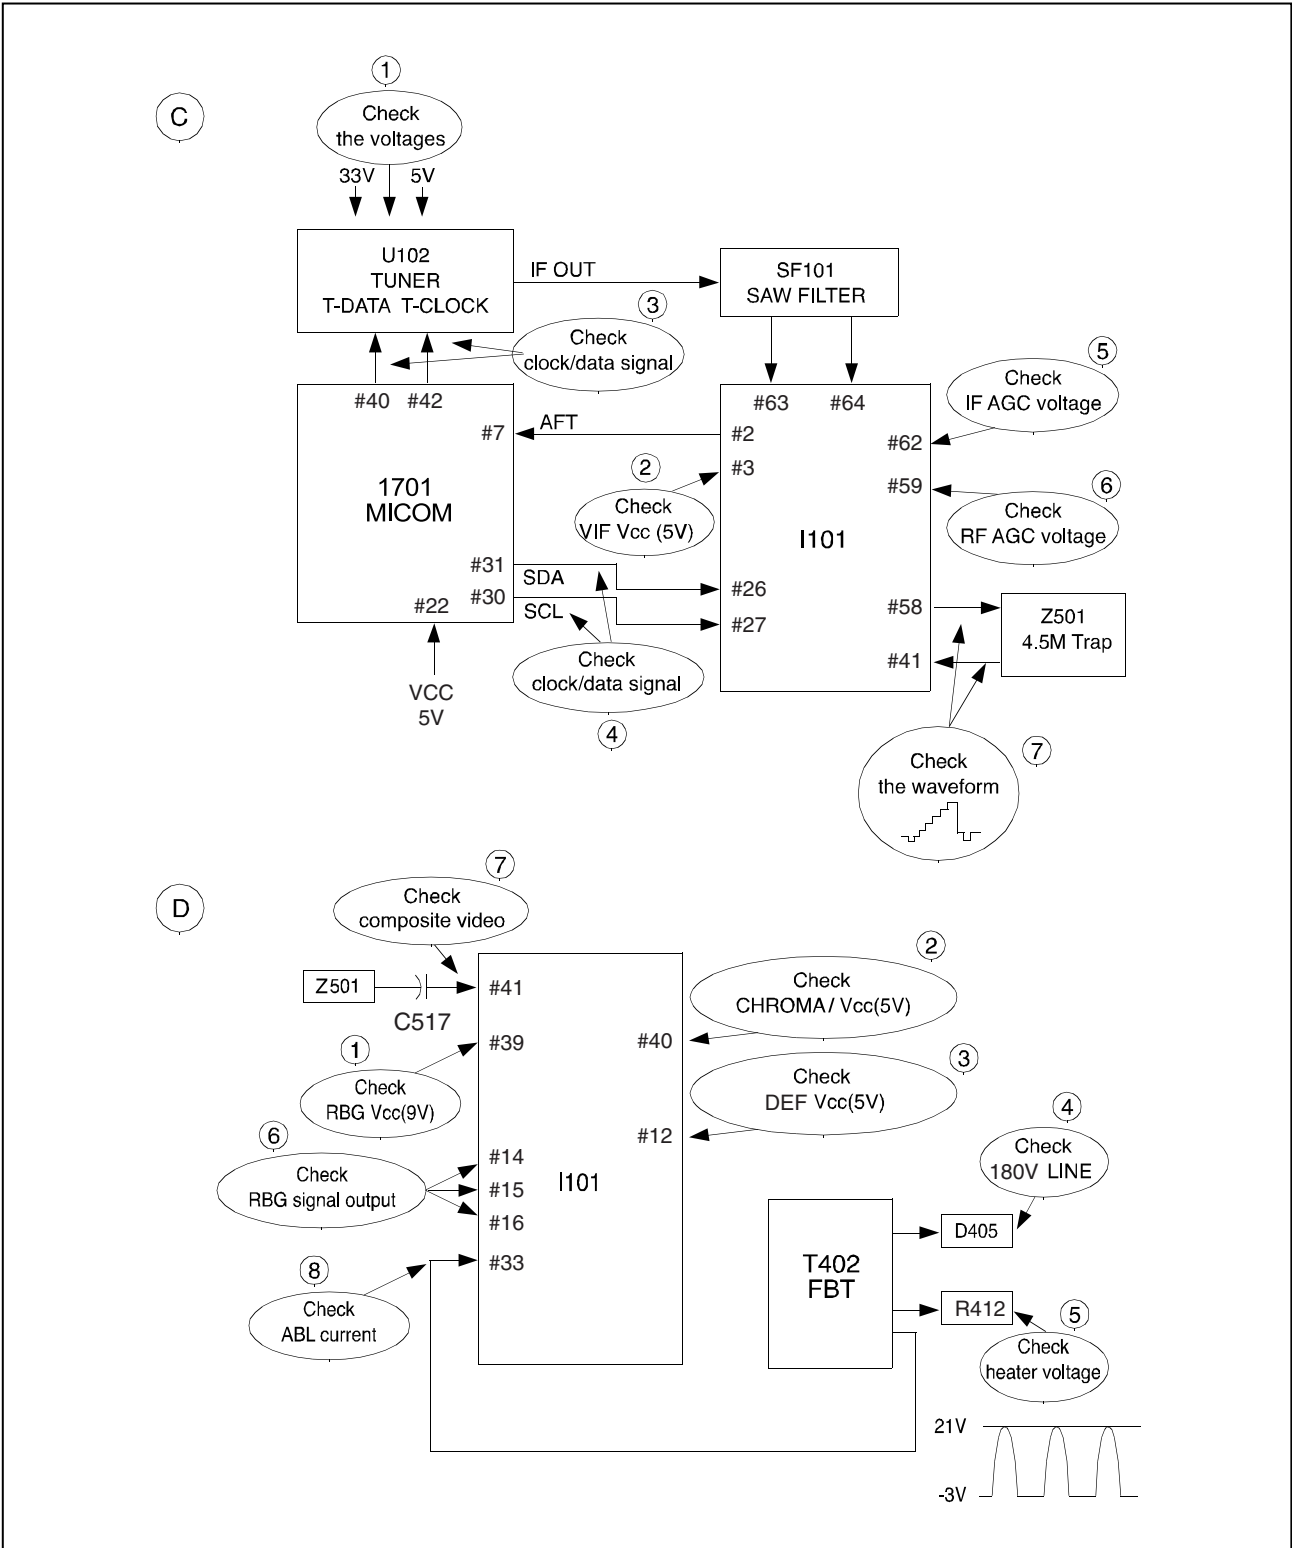 C
1
Check
the voltages
33V
5V
U102
TUNER
T-DATA T-CLOCK
IF OUT
SF101
SAW FILTER
3
Check
clock/data signal
#40
#42
#7
1701
MICOM
#31
#30
#22
VCC
5V
AFT
SDA
SCL
2
Check
VIF Vcc (5V)
Check
clock/data signal
4
#63
#64
#2
#3
#62
#59
I101
#26
#27
#58
#41
5
Check
IF AGC voltage
6
Check
RF AGC voltage
Z501
4.5M Trap
7
Check
the waveform
D
7
Check
composite video
Z501
C517
1
Check
RBG Vcc(9V)
6
Check
RBG signal output
8
Check
ABL current
#41
#39
#40
#12
#14
#15
#16
#33
I101
2
Check
CHROMA/ Vcc(5V)
3
Check
DEF Vcc(5V)
4
Check
180V LINE
T402
FBT
D405
R412
5
Check
heater voltage
21V
-3V